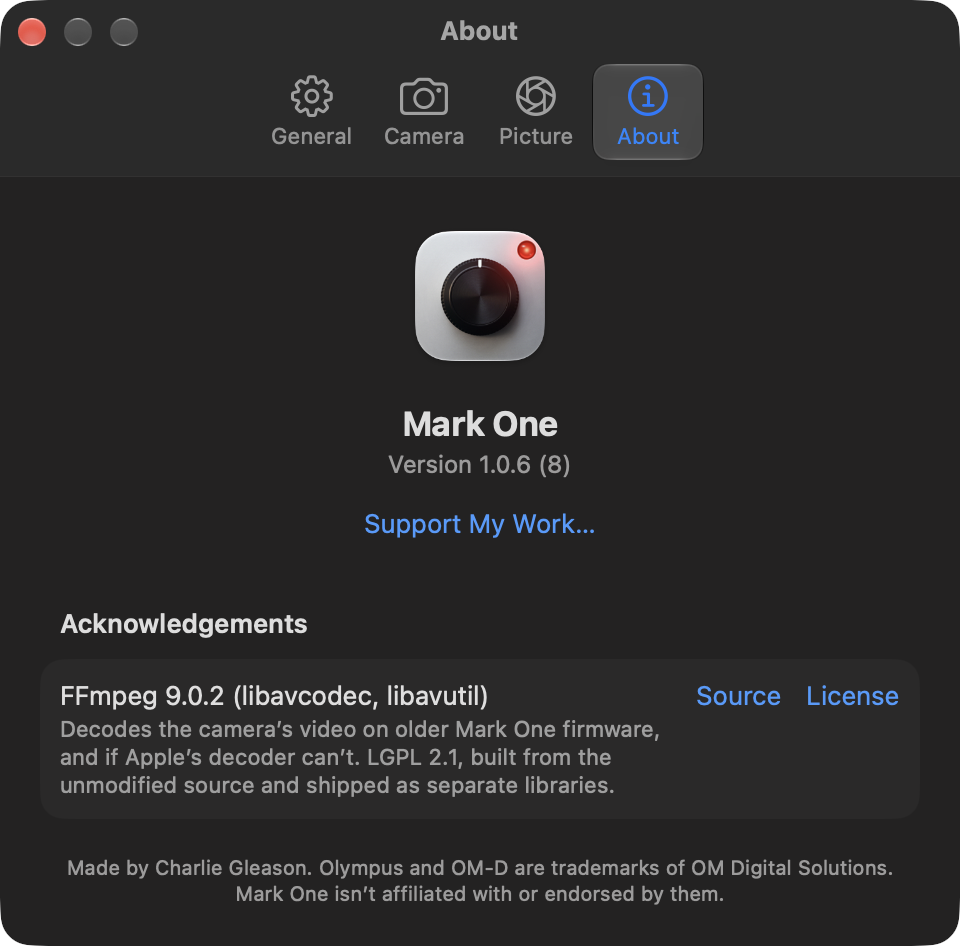 About
General
Camera
Picture
About
Mark One
Version 1.0.6 (8)
Support My Work...
Acknowledgements
FFmpeg 9.0.2 (libavcodec, libavutil)
Source
License
Decodes the camera’s video on older Mark One firmware,
and if Apple’s decoder can’t. LGPL 2.1, built from the
unmodified source and shipped as separate libraries.
Made by Charlie Gleason. Olympus and OM-D are trademarks of OM Digital Solutions.
Mark One isn’t affiliated with or endorsed by them.